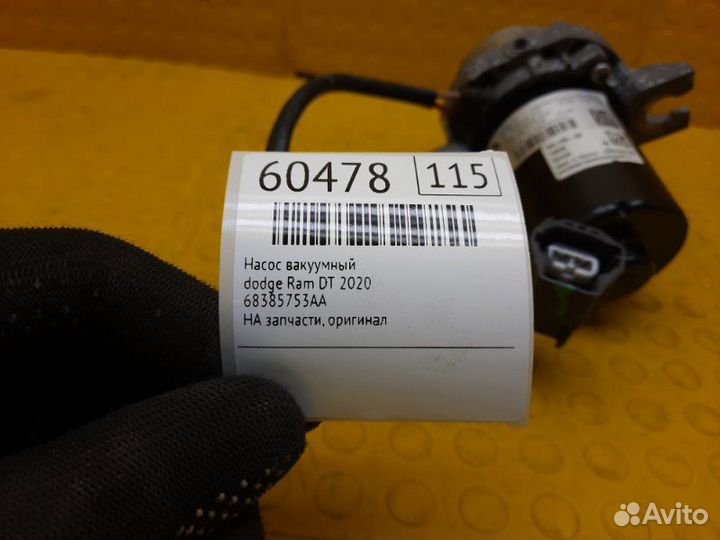 60478 115
Насос вакуумный
dodge Ram DT 2020
68385753AA
НА запчасти, оригинал
Avito